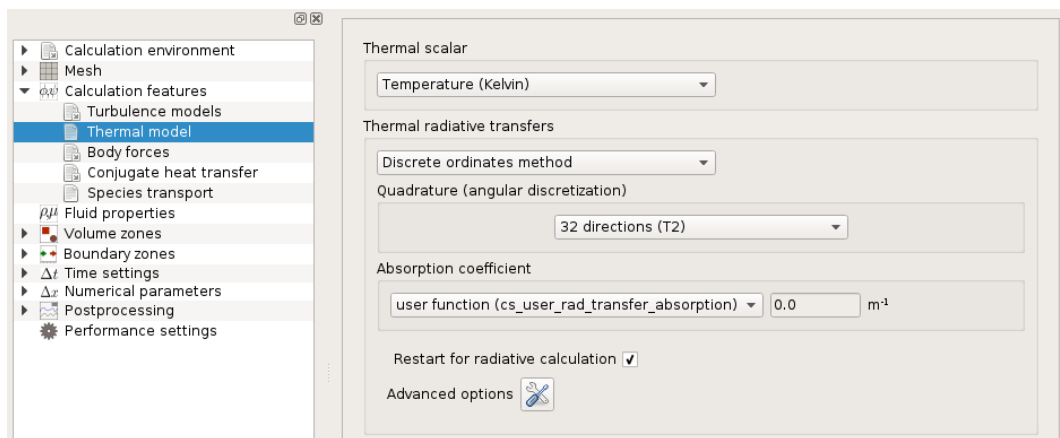 Calculation environment
Mesh
Calculation features
Turbulence models
Thermal model
Body forces
Conjugate heat transfer
Species transport
ρμ Fluid properties
Volume zones
Boundary zones
Δt Time settings
Δx Numerical parameters
Postprocessing
Performance settings
Thermal scalar
Temperature (Kelvin)
Thermal radiative transfers
Discrete ordinates method
Quadrature (angular discretization)
32 directions (T2)
Absorption coefficient
user function (cs_user_rad_transfer_absorption) 0.0 m⁻¹
Restart for radiative calculation
Advanced options